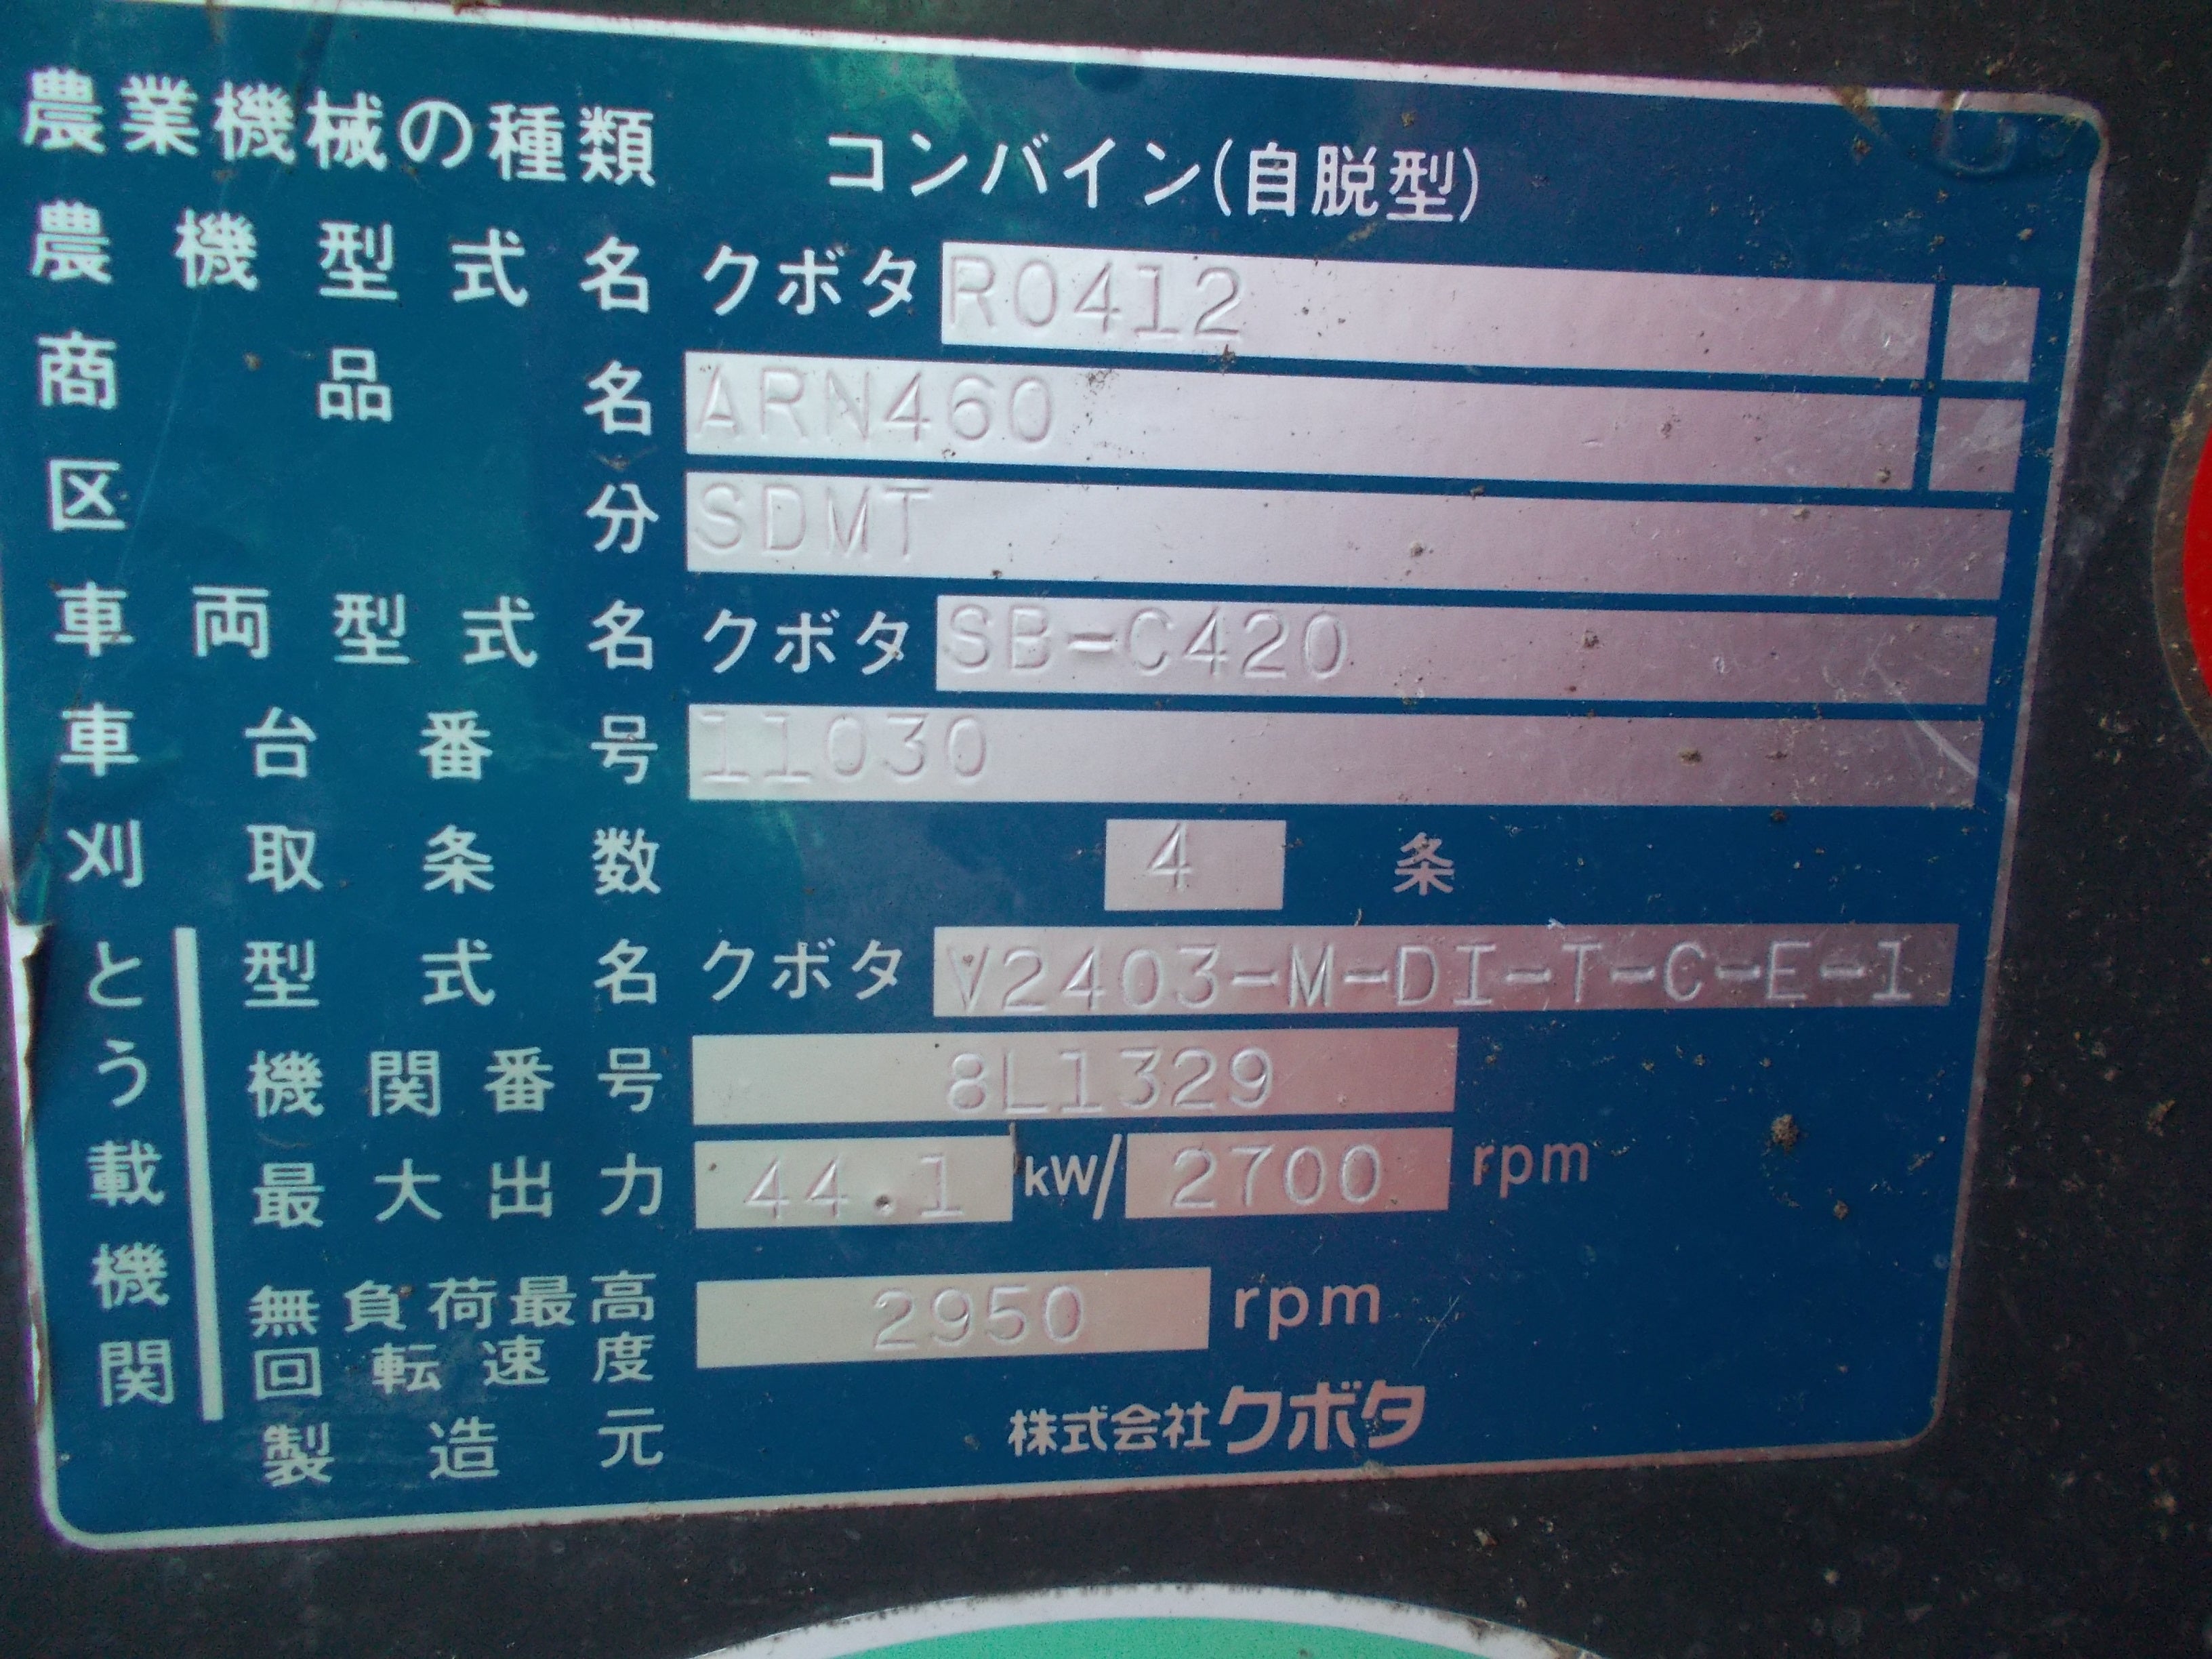 農業機械の種類 コンバイン(自脱型)
農機型式名 クボタ R0412
商品名 ARN460
区分 SDMT
車両型式名 クボタ SB-C420
車台番号 11030
刈取条数 4 条
とう載機関
型式名 クボタ V2403-M-DI-T-C-E-1
機関番号 8L1329
最大出力 44.1 kW/ 2700 rpm
無負荷最高回転速度 2950 rpm
製造元 株式会社クボタ